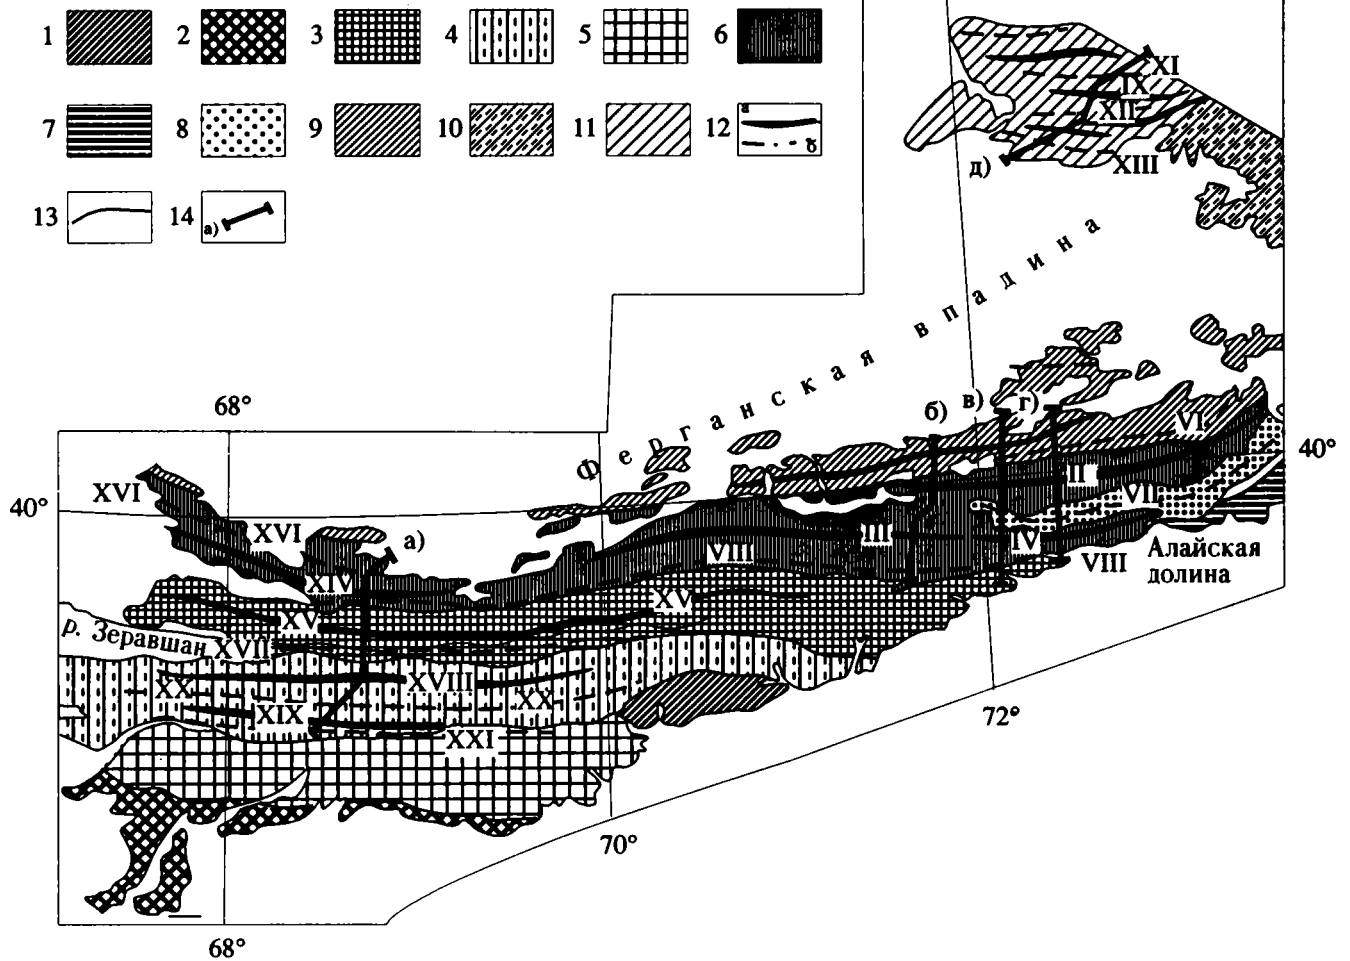 1 2 3 4 5 6
а
7 8 9 10 11 12
б
13 14 а)
XI
IX
XII
д) XIII
Ферганская впадина
68°
б) в) г)
VI
40°
XVI
II
40°
VII
XVI а)
III IV
VIII VIII Алайская
долина
XIV
XV XV
р. Зеравшан XVII
XX XVIII XX
XIX
XXI
72°
70°
68°